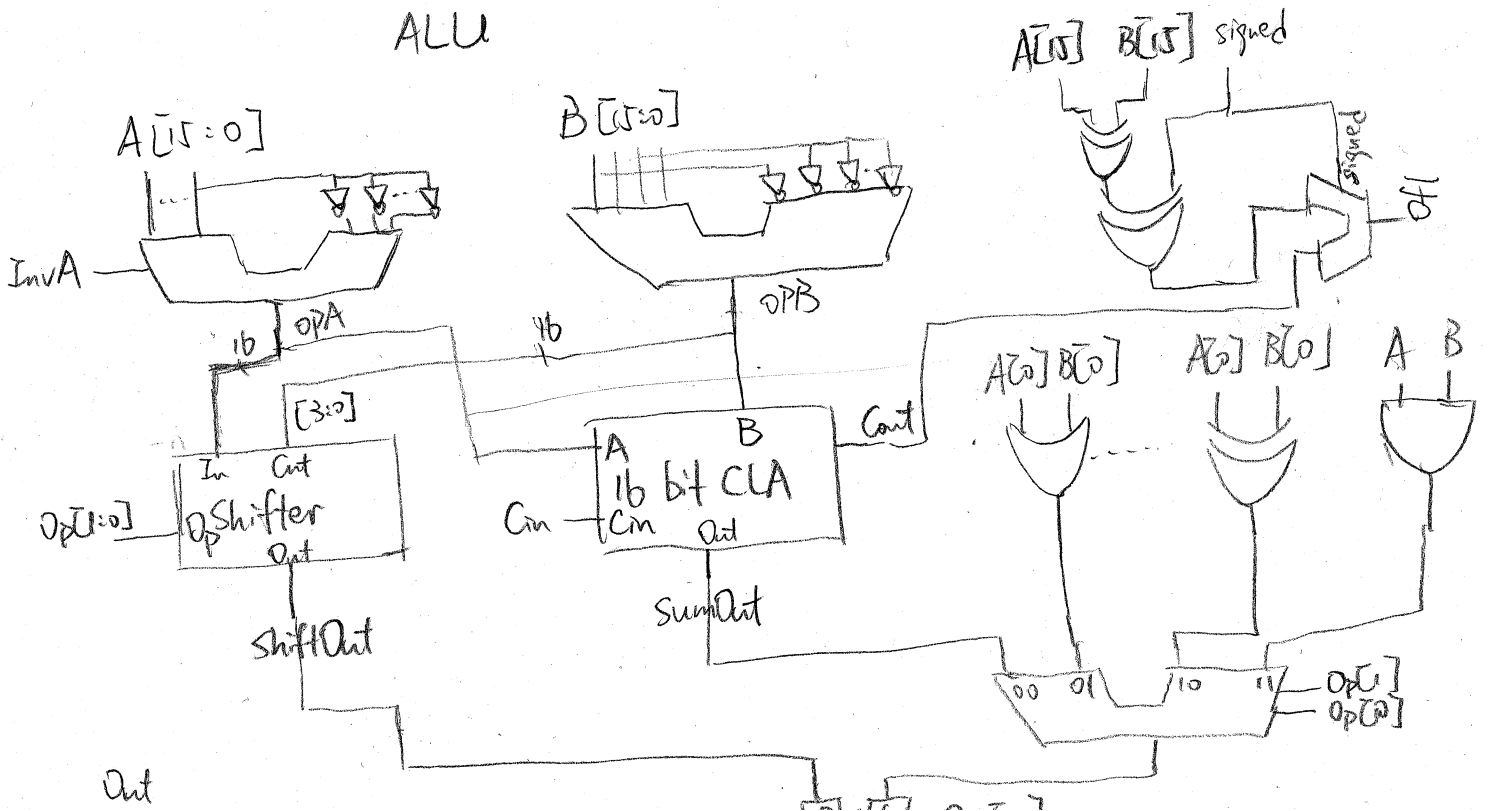 ALU
A[15] B[15] signed
A[15:0]
B[15:0]
signed
Ofl
InvA
16
OPA
16
OPB
A[0] B[0]
A[0] B[0]
A B
[3:0]
Cout
In Cnt
A
B
16 bit CLA
Op[1:0]
Op
Shifter
Out
Cin
Cin
Out
SumOut
ShiftOut
00 01 10 11
Op[1]
Op[0]
Out